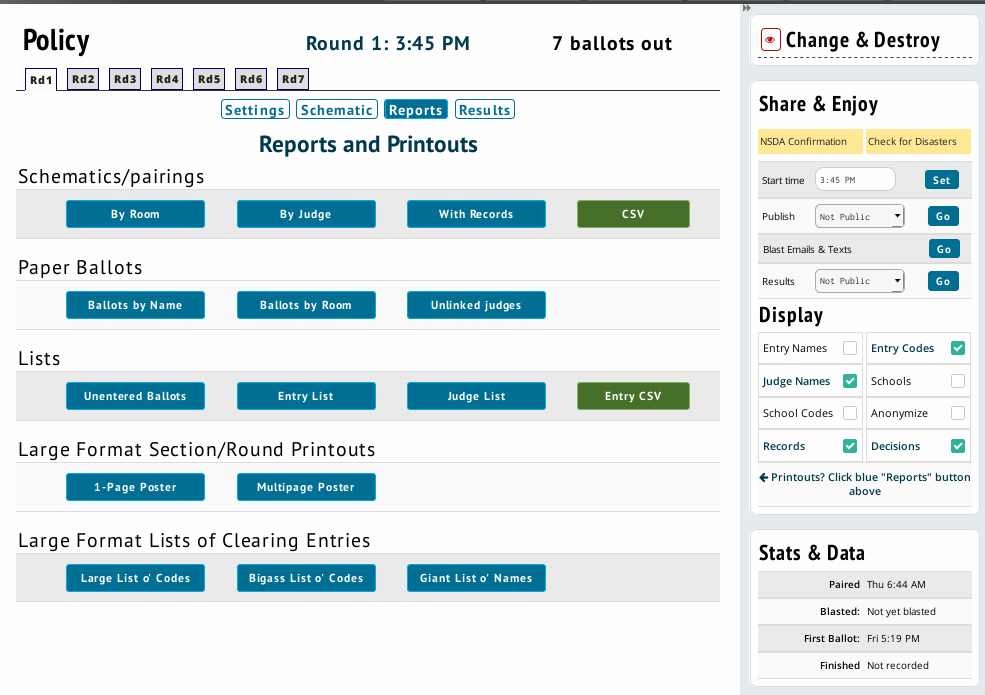 Policy
Round 1: 3:45 PM
7 ballots out
Rd1 Rd2 Rd3 Rd4 Rd5 Rd6 Rd7
Settings Schematic Reports Results
Reports and Printouts
Schematics/pairings
By Room By Judge With Records CSV
Paper Ballots
Ballots by Name Ballots by Room Unlinked judges
Lists
Unentered Ballots Entry List Judge List Entry CSV
Large Format Section/Round Printouts
1-Page Poster Multipage Poster
Large Format Lists of Clearing Entries
Large List o' Codes Bigass List o' Codes Giant List o' Names
Change & Destroy
Share & Enjoy
NSDA Confirmation Check for Disasters
Start time 3:45 PM Set
Publish Not Public Go
Blast Emails & Texts Go
Results Not Public Go
Display
Entry Names Entry Codes
Judge Names Schools
School Codes Anonymize
Records Decisions
Printouts? Click blue "Reports" button
above
Stats & Data
Paired Thu 6:44 AM
Blasted: Not yet blasted
First Ballot: Fri 5:19 PM
Finished Not recorded